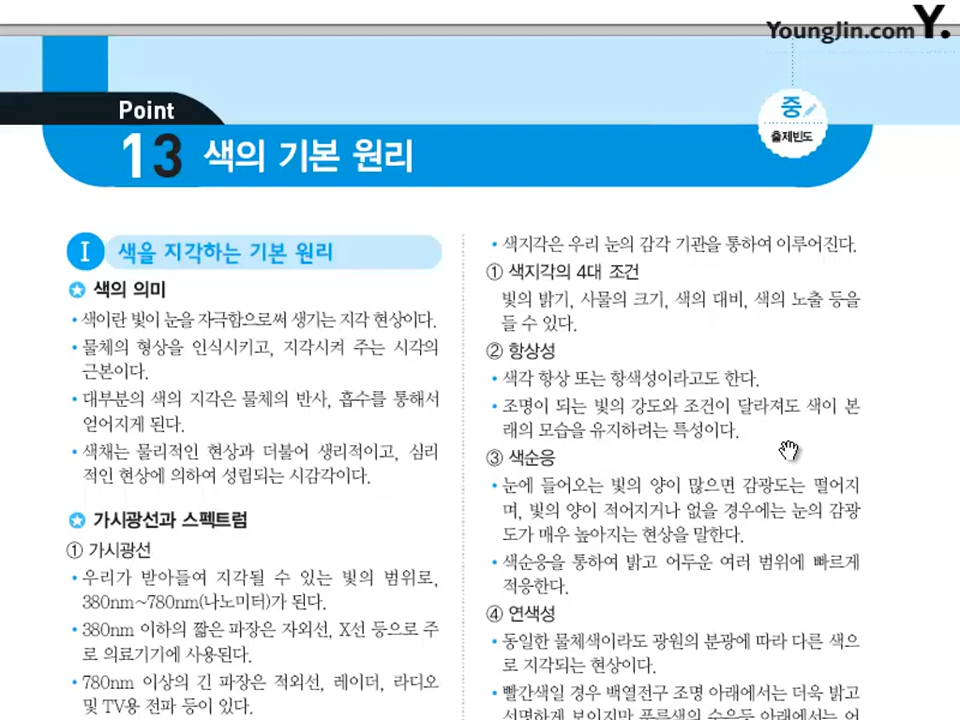 YoungJin.com Y.
Point
13 색의 기본 원리
중
출제빈도
I 색을 지각하는 기본 원리
색의 의미
• 색이란 빛이 눈을 자극함으로써 생기는 지각 현상이다.
• 물체의 형상을 인식시키고, 지각시켜 주는 시각의
근본이다.
• 대부분의 색의 지각은 물체의 반사, 흡수를 통해서
얻어지게 된다.
• 색채는 물리적인 현상과 더불어 생리적이고, 심리
적인 현상에 의하여 성립되는 시감각이다.
가시광선과 스펙트럼
① 가시광선
• 우리가 받아들여 지각될 수 있는 빛의 범위로,
380nm~780nm(나노미터)가 된다.
• 380nm 이하의 짧은 파장은 자외선, X선 등으로 주
로 의료기기에 사용된다.
• 780nm 이상의 긴 파장은 적외선, 레이더, 라디오
및 TV용 전파 등이 있다.
• 색지각은 우리 눈의 감각 기관을 통하여 이루어진다.
① 색지각의 4대 조건
빛의 밝기, 사물의 크기, 색의 대비, 색의 노출 등을
들 수 있다.
② 항상성
• 색각 항상 또는 항색성이라고도 한다.
• 조명이 되는 빛의 강도와 조건이 달라져도 색이 본
래의 모습을 유지하려는 특성이다.
③ 색순응
• 눈에 들어오는 빛의 양이 많으면 감광도는 떨어지
며, 빛의 양이 적어지거나 없을 경우에는 눈의 감광
도가 매우 높아지는 현상을 말한다.
• 색순응을 통하여 밝고 어두운 여러 범위에 빠르게
적응한다.
④ 연색성
• 동일한 물체색이라도 광원의 분광에 따라 다른 색으
로 지각되는 현상이다.
• 빨간색일 경우 백열전구 조명 아래에서는 더욱 밝고
선명하게 보이지만 푸른색의 수은등 아래에서는 어